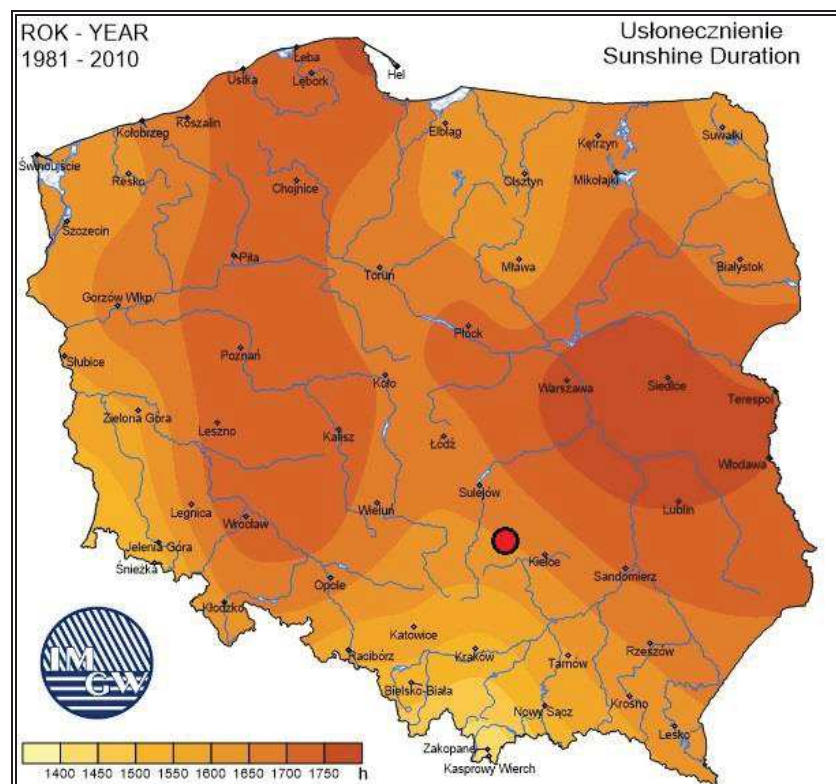 ROK - YEAR
1981 - 2010
Usłonecznienie
Sunshine Duration
Łeba
Hel
Ustka
Lębork
Koszalin
Kołobrzeg
Elbląg
Suwałki
Kętrzyn
Świnoujście
Resko
Chojnice
Olsztyn
Mikołajki
Szczecin
Piła
Toruń
Mława
Białystok
Gorzów Wlkp.
Płock
Słubice
Poznań
Koło
Warszawa
Siedlce
Terespol
Zielona Góra
Leszno
Kalisz
Łódź
Włodawa
Sulejów
Legnica
Wrocław
Wieluń
Lublin
Jelenia Góra
Śnieżka
Kielce
Opole
Sandomierz
Kłodzko
Katowice
Racibórz
Kraków
Tarnów
Rzeszów
Bielsko-Biała
Nowy Sącz
Krosno
Lesko
Zakopane
Kasprowy Wierch
IM
GW
1400 1450 1500 1550 1600 1650 1700 1750 h